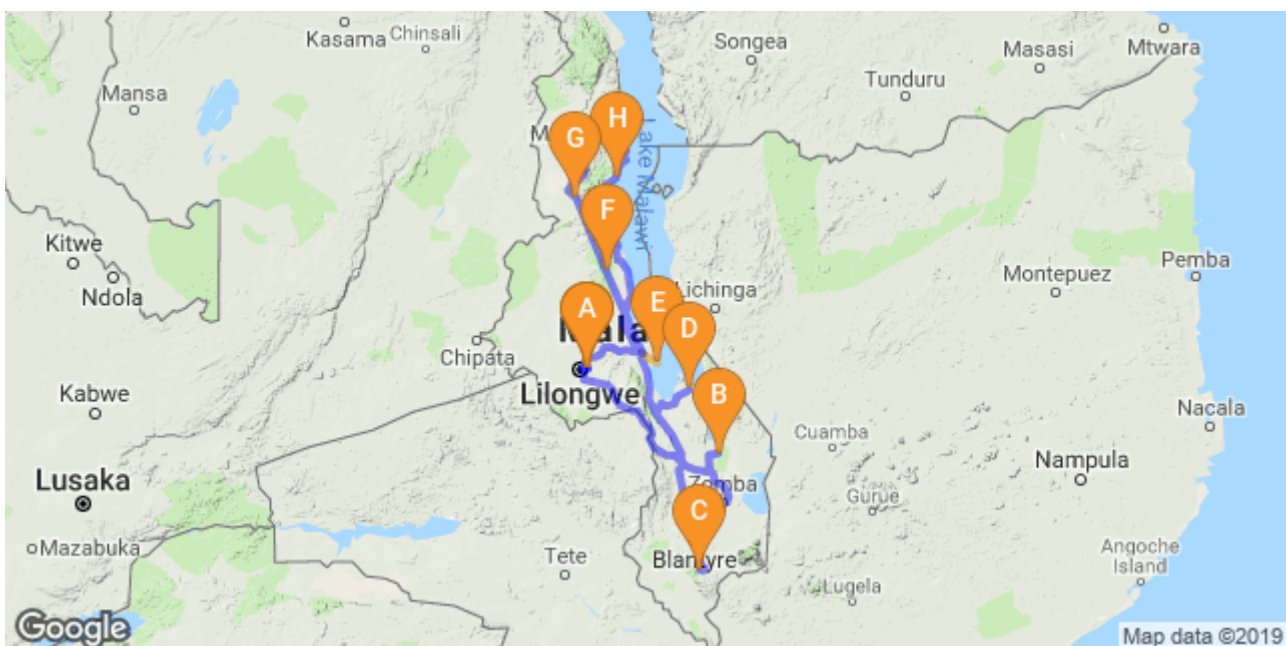 Kasama
Chinsali
Songea
Masasi
Mtwara
Tunduru
Mansa
H
G
Lake Malawi
F
Kitwe
Ndola
Pemba
Montepuez
Lichinga
A
E
D
Chipata
Lilongwe
B
Kabwe
Nacala
Cuamba
Nampula
Lusaka
Zomba
Gurue
C
Mazabuka
Tete
Blantyre
Angoche
Island
Lugela
Google
Map data ©2019